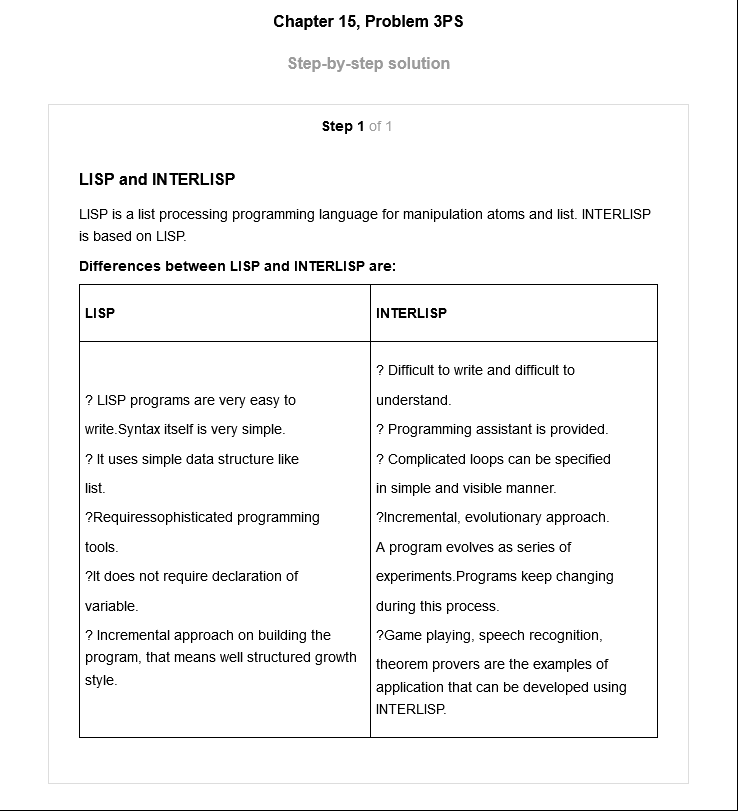 Chapter 15, Problem 3PS
Step-by-step solution
Step 1 of 1
LISP and INTERLISP
LISP is a list processing programming language for manipulation atoms and list. INTERLISP
is based on LISP.
Differences between LISP and INTERLISP are:
LISP
INTERLISP
? LISP programs are very easy to
write.Syntax itself is very simple.
? It uses simple data structure like
list.
?Requiressophisticated programming
tools.
?It does not require declaration of
variable.
? Incremental approach on building the
program, that means well structured growth
style.
? Difficult to write and difficult to
understand.
? Programming assistant is provided.
? Complicated loops can be specified
in simple and visible manner.
?Incremental, evolutionary approach.
A program evolves as series of
experiments.Programs keep changing
during this process.
?Game playing, speech recognition,
theorem provers are the examples of
application that can be developed using
INTERLISP.